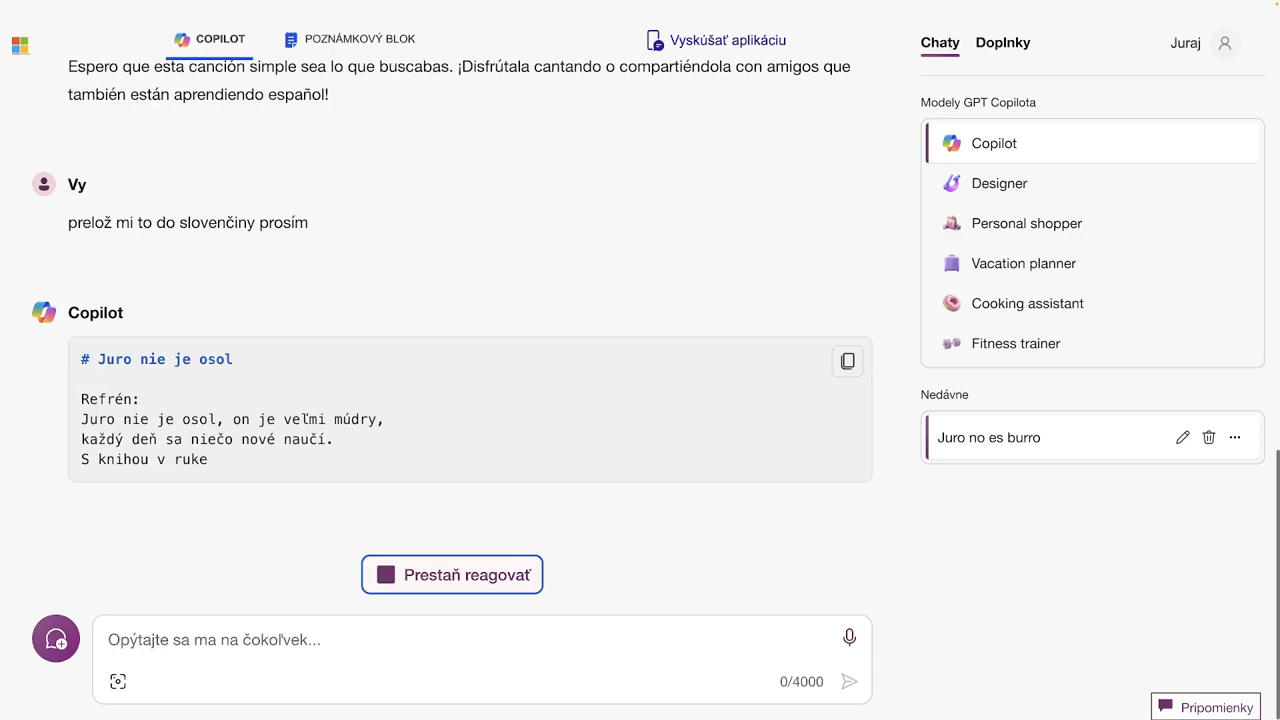 COPILOT
POZNÁMKOVÝ BLOK
Vyskúšať aplikáciu
Chaty
Doplnky
Juraj
Espero que esta canción simple sea lo que buscabas. ¡Disfrútala cantando o compartiéndola con amigos que
también están aprendiendo español!
Vy
prelož mi to do slovenčiny prosím
Copilot
# Juro nie je osol
Refrén:
Juro nie je osol, on je veľmi múdry,
každý deň sa niečo nové naučí.
S knihou v ruke
Prestaň reagovať
Opýtajte sa ma na čokoľvek...
0/4000
Modely GPT Copilota
Copilot
Designer
Personal shopper
Vacation planner
Cooking assistant
Fitness trainer
Nedávne
Juro no es burro
Pripomienky